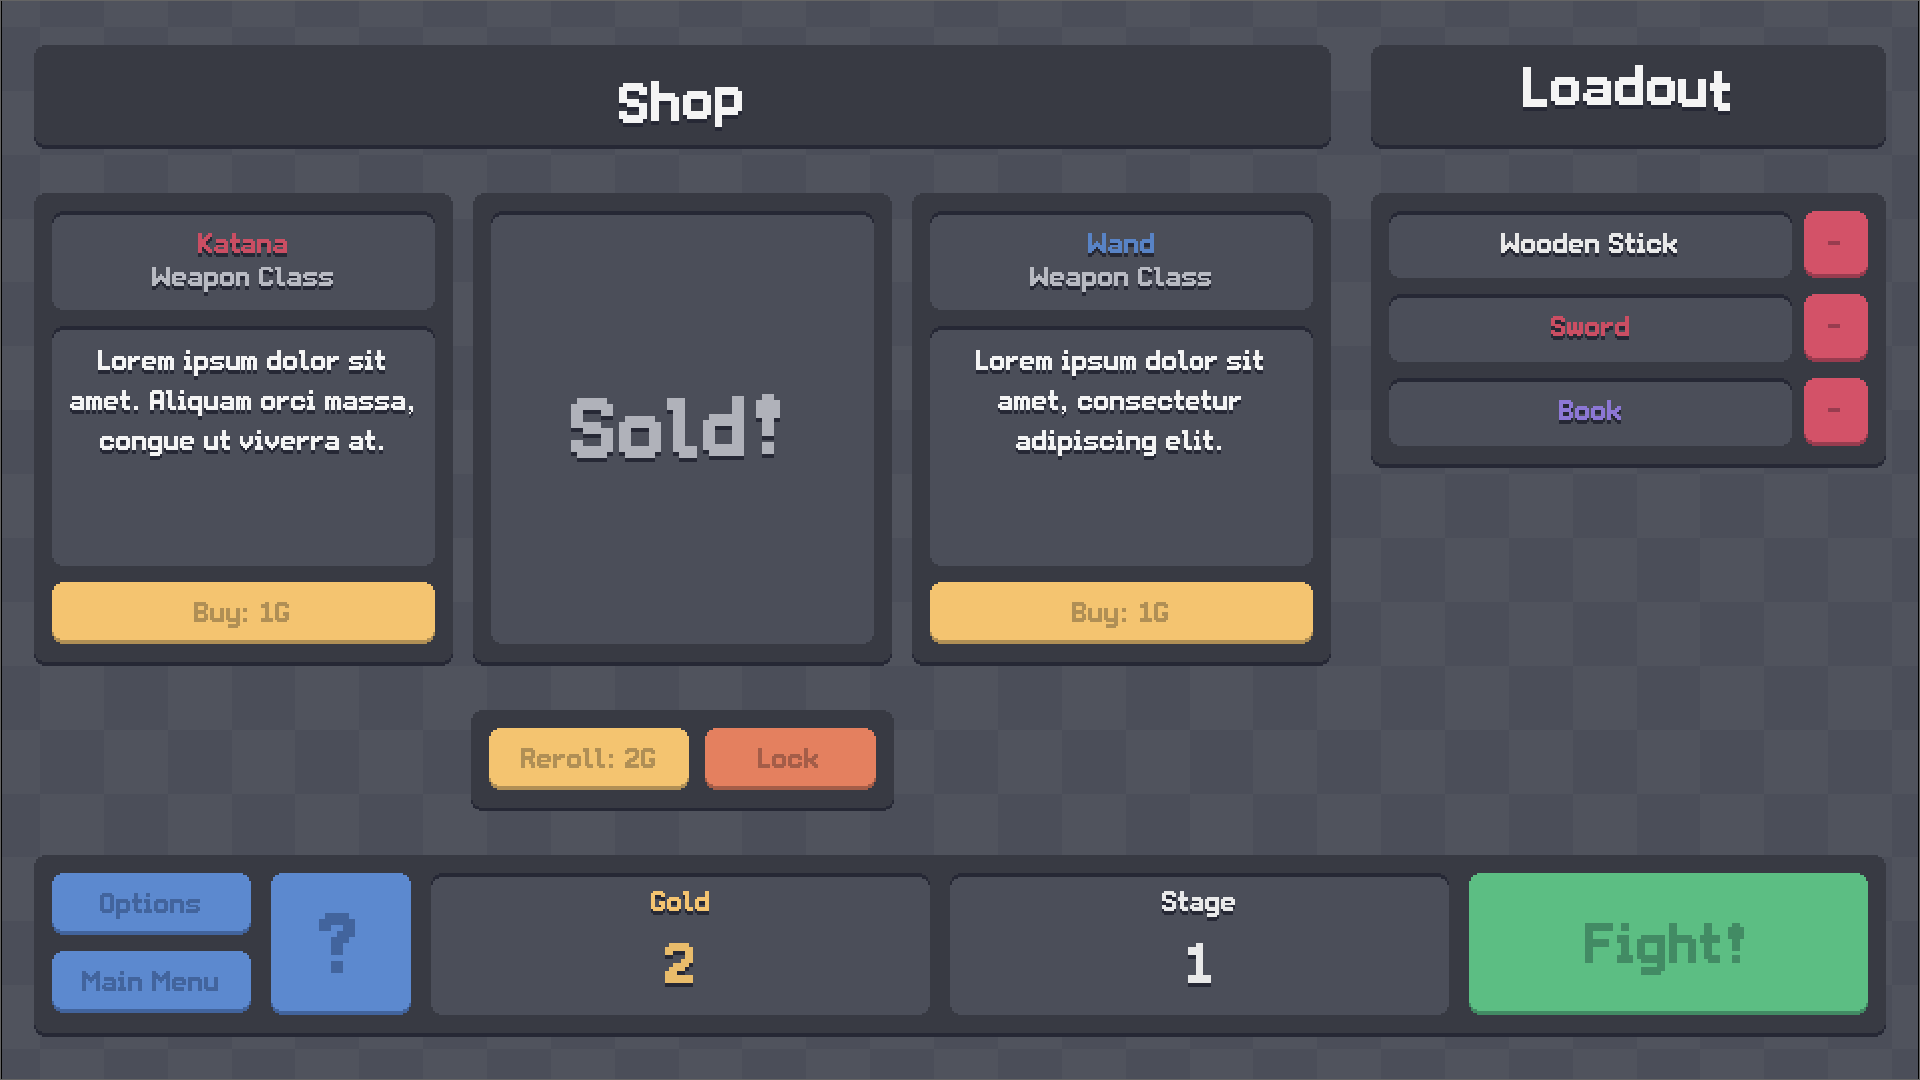 Shop
Loadout
Katana
Weapon Class
Lorem ipsum dolor sit
amet. Aliquam orci massa,
congue ut viverra at.
Buy: 1G
Sold!
Wand
Weapon Class
Lorem ipsum dolor sit
amet, consectetur
adipiscing elit.
Buy: 1G
Wooden Stick
-
Sword
-
Book
-
Reroll: 2G
Lock
Options
Main Menu
?
Gold
2
Stage
1
Fight!